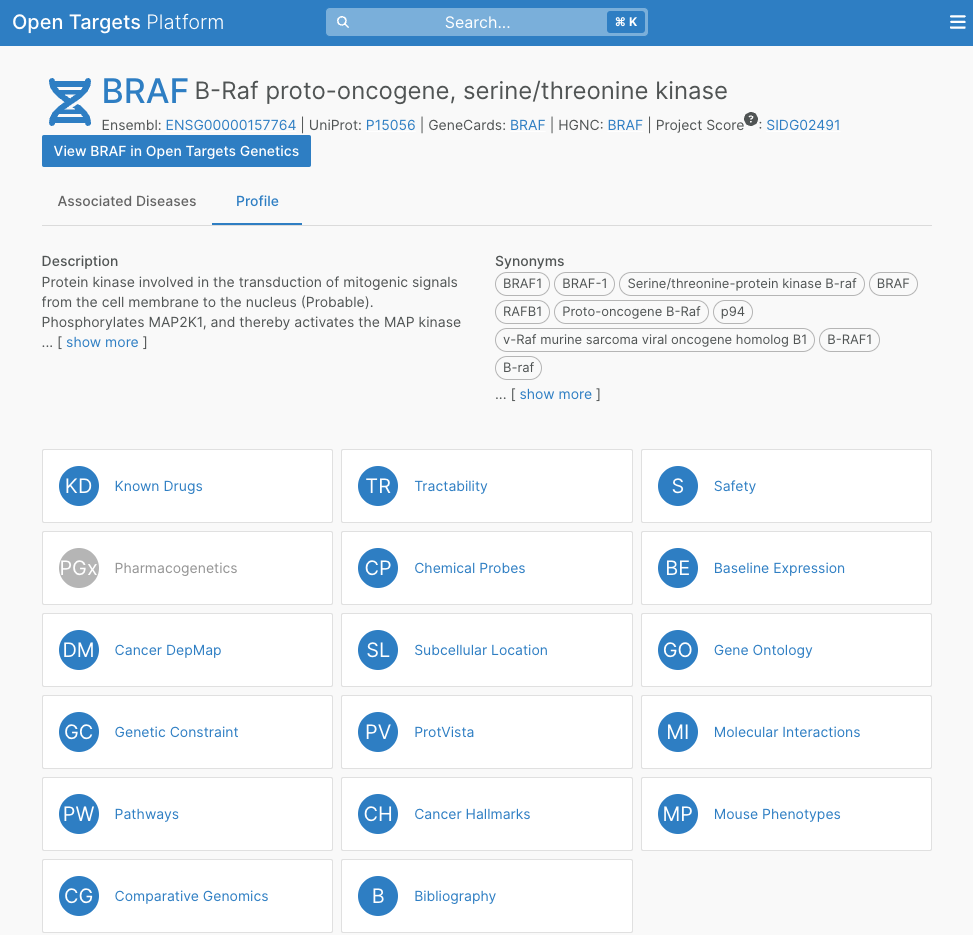 Open Targets Platform
Search...
⌘ K
BRAF B-Raf proto-oncogene, serine/threonine kinase
Ensembl: ENSG00000157764 | UniProt: P15056 | GeneCards: BRAF | HGNC: BRAF | Project Score ? : SIDG02491
View BRAF in Open Targets Genetics
Associated Diseases
Profile
Description
Protein kinase involved in the transduction of mitogenic signals
from the cell membrane to the nucleus (Probable).
Phosphorylates MAP2K1, and thereby activates the MAP kinase
... [ show more ]
Synonyms
BRAF1 BRAF-1 Serine/threonine-protein kinase B-raf BRAF
RAFB1 Proto-oncogene B-Raf p94
v-Raf murine sarcoma viral oncogene homolog B1 B-RAF1
B-raf
... [ show more ]
KD Known Drugs
TR Tractability
S Safety
PGx Pharmacogenetics
CP Chemical Probes
BE Baseline Expression
DM Cancer DepMap
SL Subcellular Location
GO Gene Ontology
GC Genetic Constraint
PV ProtVista
MI Molecular Interactions
PW Pathways
CH Cancer Hallmarks
MP Mouse Phenotypes
CG Comparative Genomics
B Bibliography